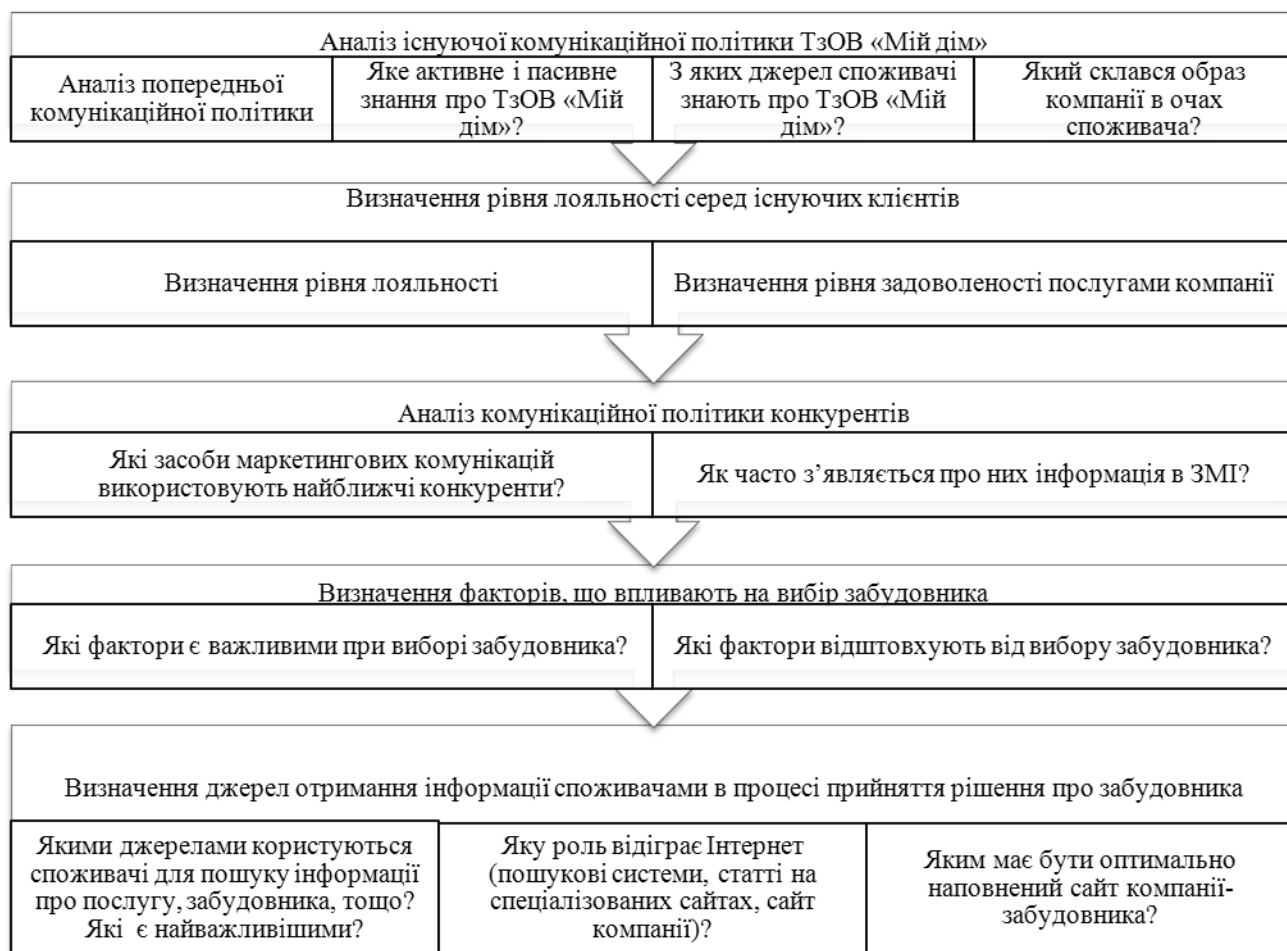 Аналіз існуючої комунікаційної політики ТзОВ «Мій дім»
Аналіз попередньої
комунікаційної політики
Яке активне і пасивне
знання про ТзОВ «Мій
дім»?
З яких джерел споживачі
знають про ТзОВ «Мій
дім»?
Який склався образ
компанії в очах
споживача?
Визначення рівня лояльності серед існуючих клієнтів
Визначення рівня лояльності
Визначення рівня задоволеності послугами компанії
Аналіз комунікаційної політики конкурентів
Які засоби маркетингових комунікацій
використовують найближчі конкуренти?
Як часто з’являється про них інформація в ЗМІ?
Визначення факторів, що впливають на вибір забудовника
Які фактори є важливими при виборі забудовника?
Які фактори відштовхують від вибору забудовника?
Визначення джерел отримання інформації споживачами в процесі прийняття рішення про забудовника
Якими джерелами користуються
споживачі для пошуку інформації
про послугу, забудовника, тощо?
Які є найважливішими?
Яку роль відіграє Інтернет
(пошукові системи, статті на
спеціалізованих сайтах, сайт
компанії)?
Яким має бути оптимально
наповнений сайт компанії-
забудовника?